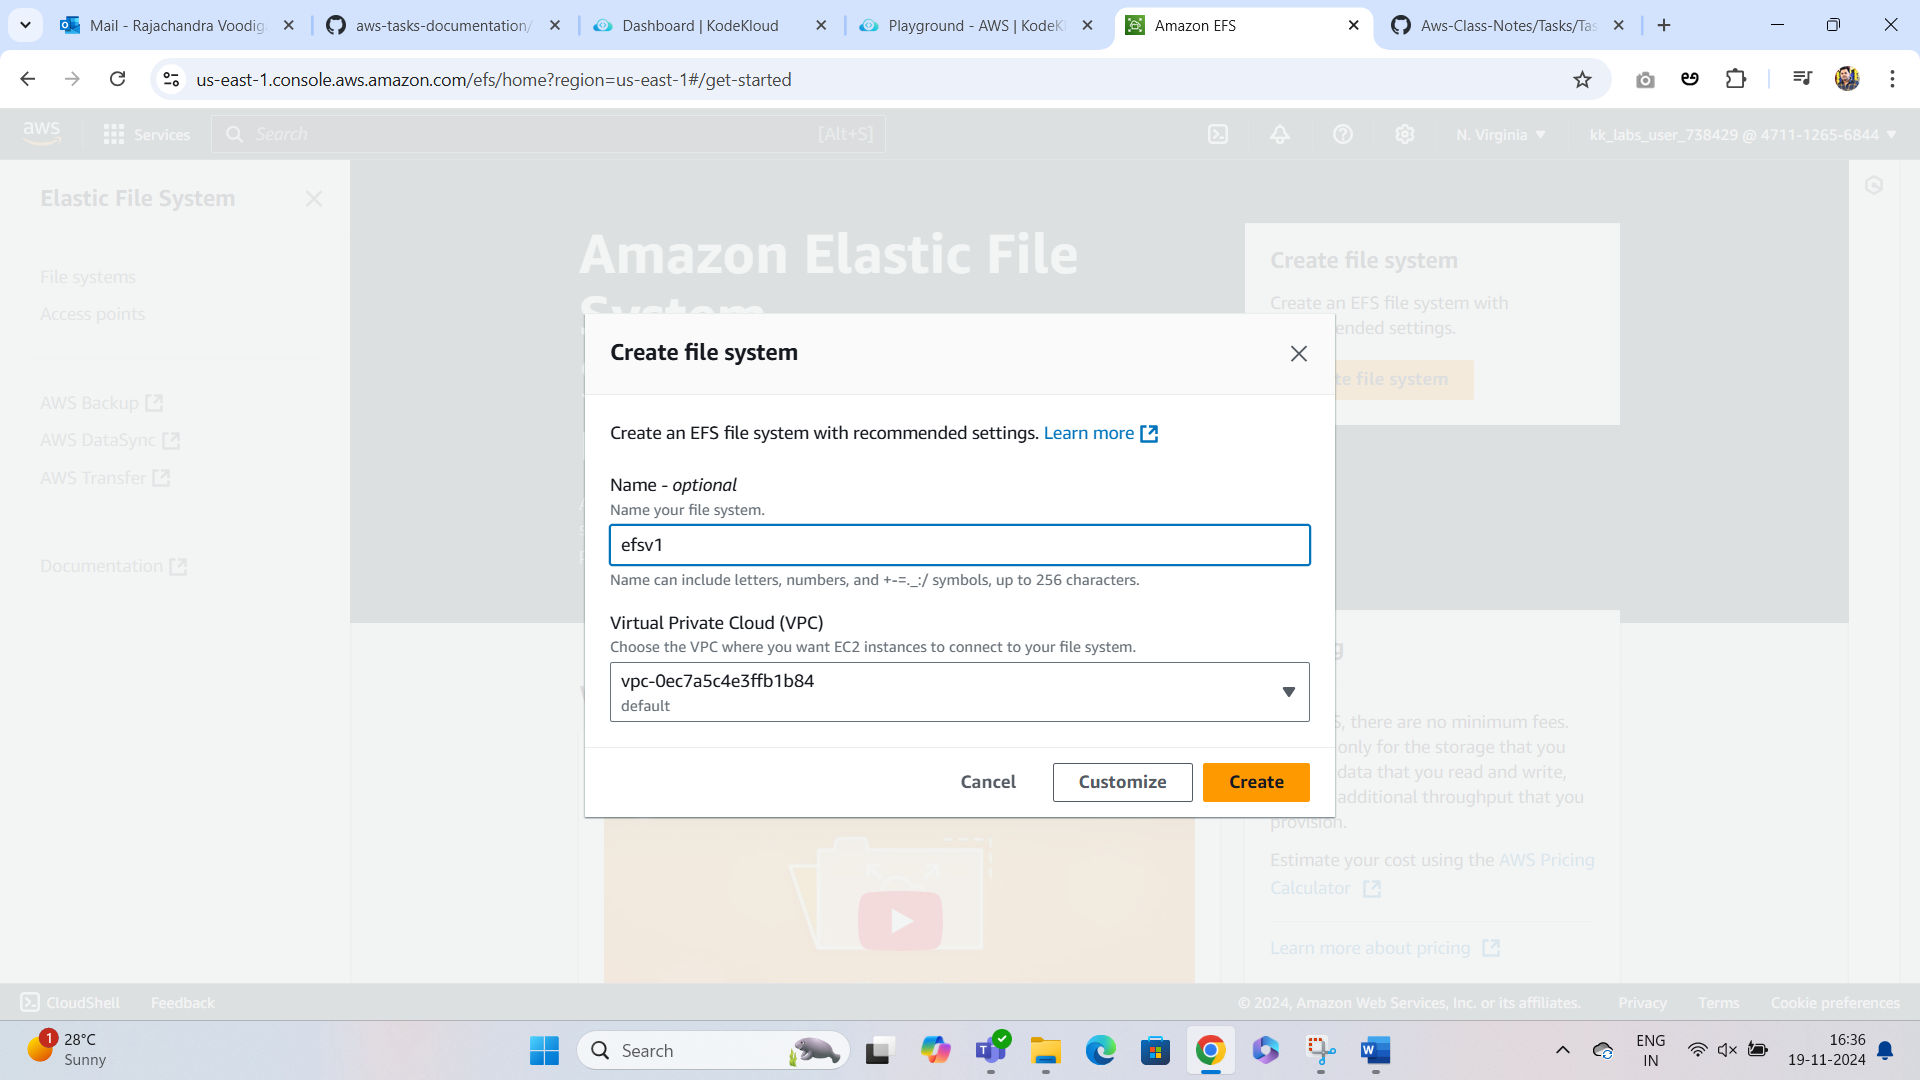 Mail - Rajachandra Voodig
aws-tasks-documentation/
Dashboard | KodeKloud
Playground - AWS | KodeKl
Amazon EFS
Aws-Class-Notes/Tasks/Tas
us-east-1.console.aws.amazon.com/efs/home?region=us-east-1#/get-started
aws
Services
Search
[Alt+S]
N. Virginia
kk_labs_user_738429 @ 4711-1265-6844
Elastic File System
File systems
Access points
AWS Backup
AWS DataSync
AWS Transfer
Documentation
Amazon Elastic File
System
Create file system
Create an EFS file system with
ended settings.
te file system
Create file system
Create an EFS file system with recommended settings. Learn more
Name - optional
Name your file system.
efsv1
Name can include letters, numbers, and +-=._:/ symbols, up to 256 characters.
Virtual Private Cloud (VPC)
Choose the VPC where you want EC2 instances to connect to your file system.
vpc-0ec7a5c4e3ffb1b84
default
Cancel
Customize
Create
g
S, there are no minimum fees.
only for the storage that you
data that you read and write,
additional throughput that you
provision.
Estimate your cost using the AWS Pricing
Calculator
Learn more about pricing
CloudShell
Feedback
© 2024, Amazon Web Services, Inc. or its affiliates.
Privacy
Terms
Cookie preferences
1
28°C
Sunny
Search
ENG
IN
16:36
19-11-2024